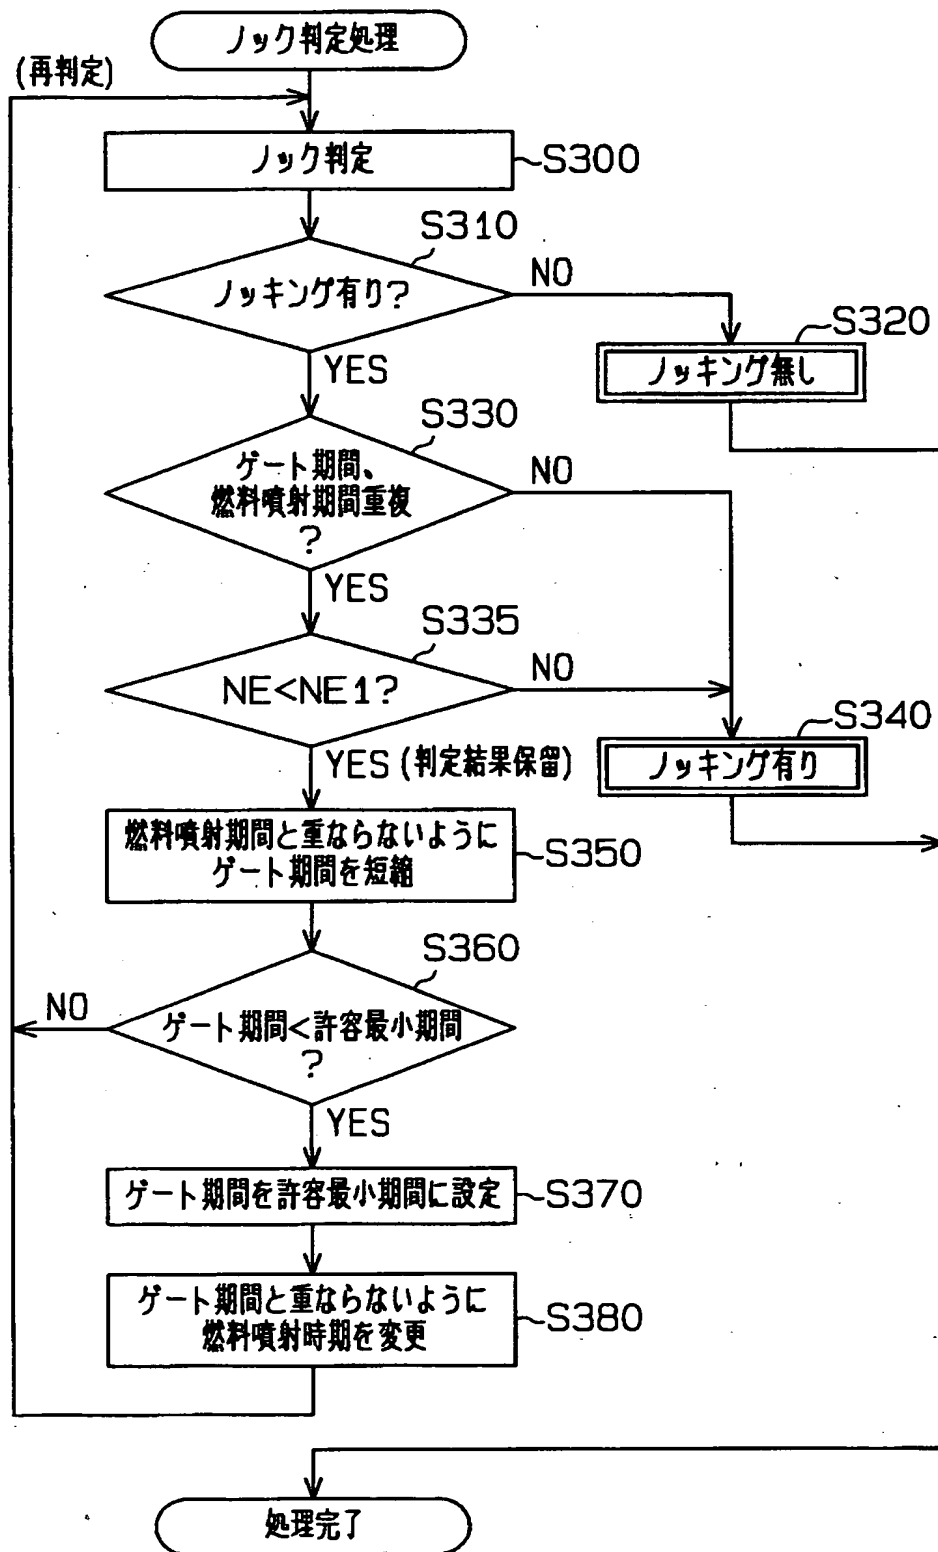 ノック判定処理
(再判定)
ノック判定
S300
S310
ノッキング有り?
NO
YES
S320
ノッキング無し
S330
ゲート期間、
燃料噴射期間重複
?
NO
YES
S335
NE<NE1?
NO
YES (判定結果保留)
S340
ノッキング有り
燃料噴射期間と重ならないように
ゲート期間を短縮
S350
S360
NO
ゲート期間<許容最小期間
?
YES
ゲート期間を許容最小期間に設定
S370
ゲート期間と重ならないように
燃料噴射時期を変更
S380
処理完了